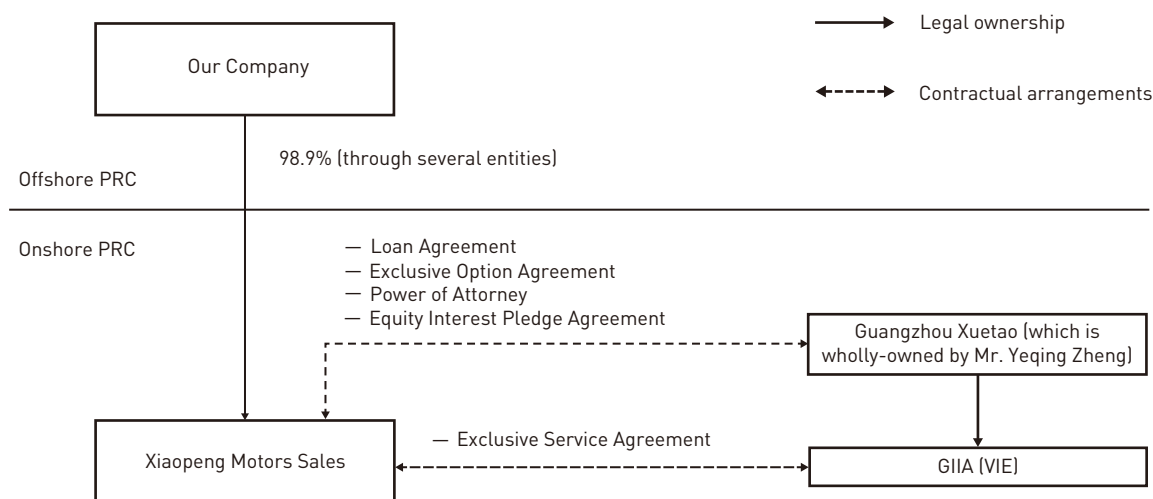 Our Company
Legal ownership
Contractual arrangements
98.9% (through several entities)
Offshore PRC
Onshore PRC
— Loan Agreement
— Exclusive Option Agreement
— Power of Attorney
— Equity Interest Pledge Agreement
Guangzhou Xuetao (which is
wholly-owned by Mr. Yeqing Zheng)
— Exclusive Service Agreement
Xiaopeng Motors Sales
GIIA (VIE)